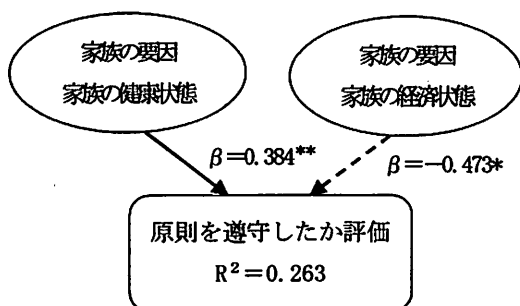 家族の要因
家族の健康状態
家族の要因
家族の経済状態
β=0.384**
β=-0.473*
原則を遵守したか評価
R²=0.263